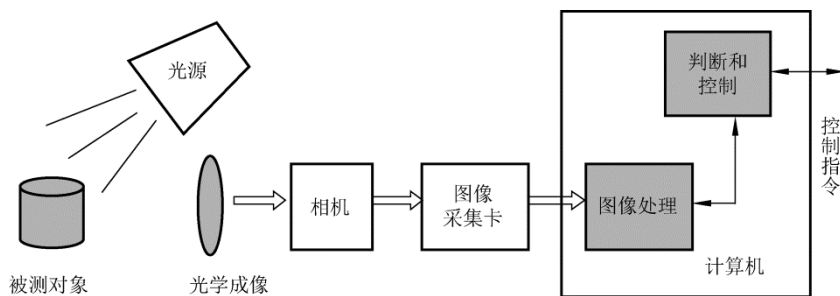 光源
被测对象
光学成像
相机
图像
采集卡
图像处理
判断和
控制
计算机
控制指令